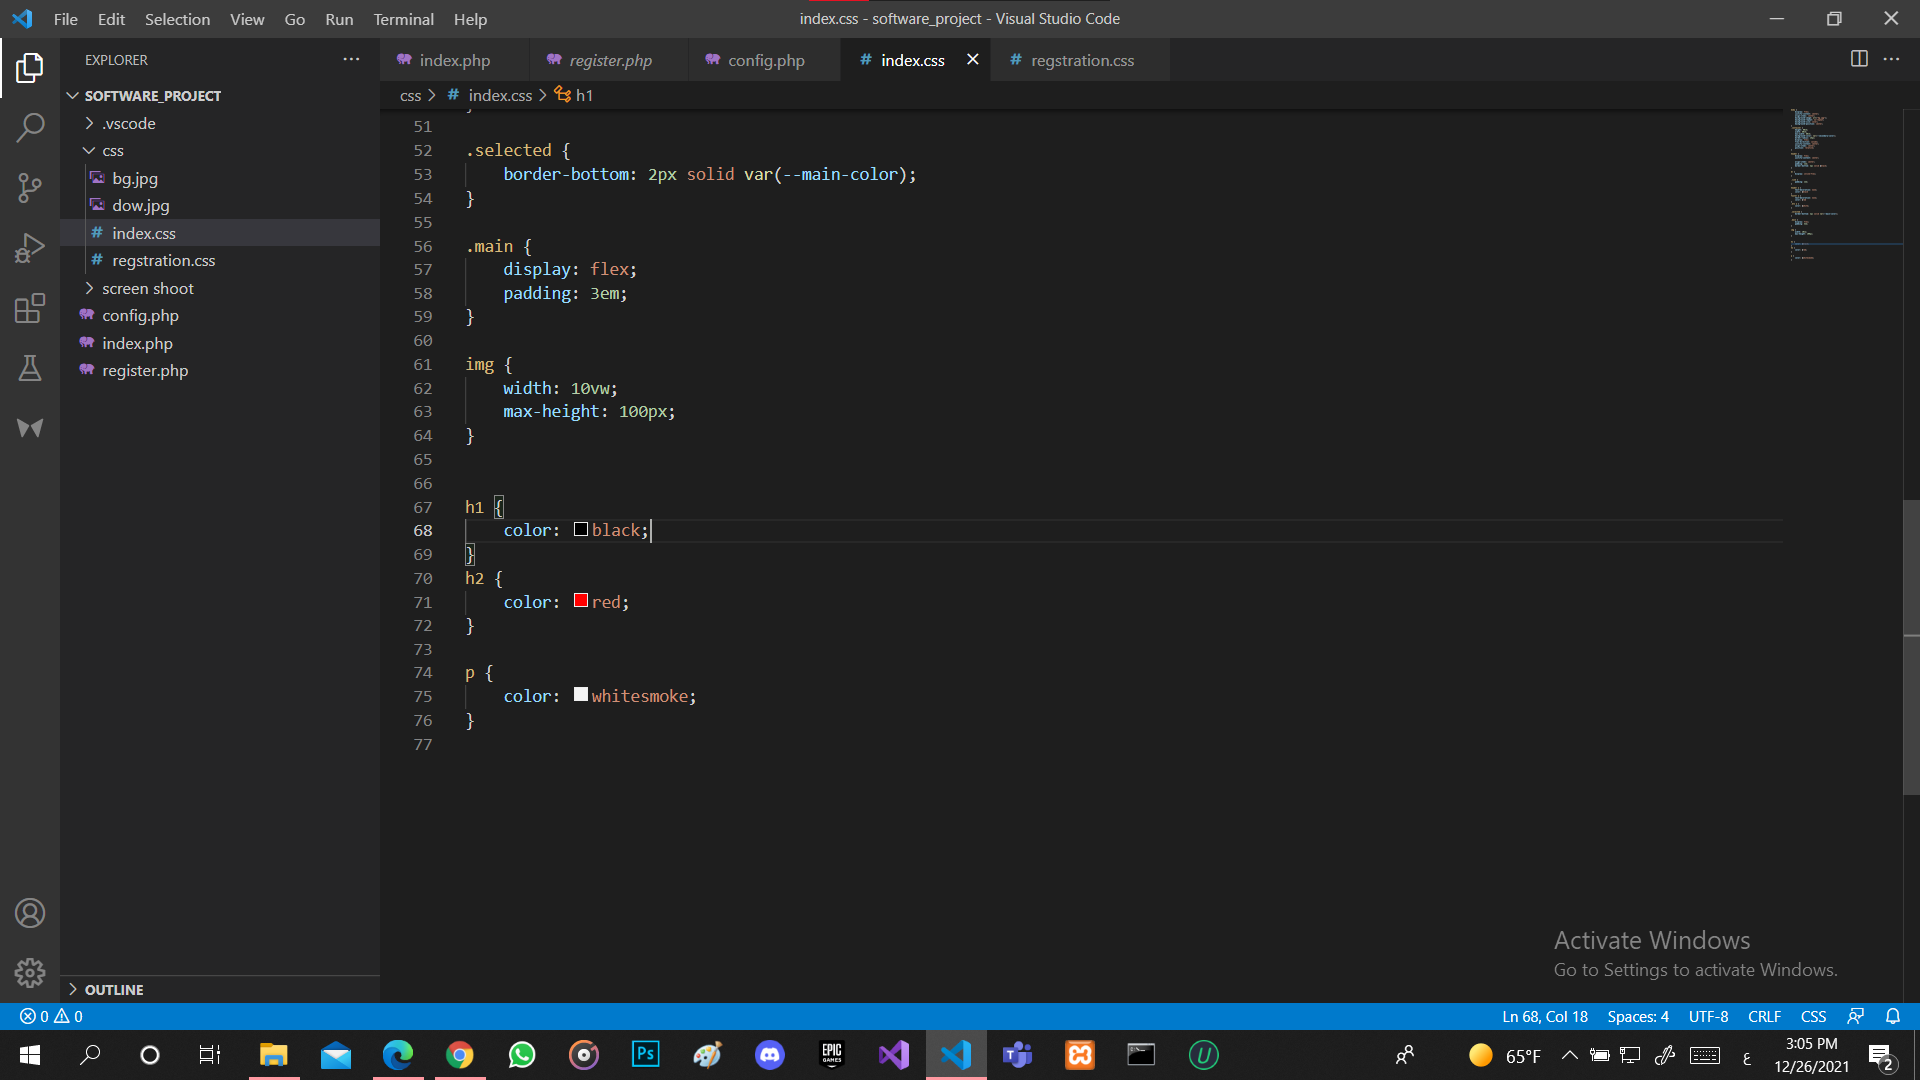 File Edit Selection View Go Run Terminal Help
index.css - software_project - Visual Studio Code
EXPLORER
index.php
register.php
config.php
# index.css
# regstration.css
css > # index.css > h1
SOFTWARE_PROJECT
.vscode
css
bg.jpg
dow.jpg
# index.css
# regstration.css
screen shoot
config.php
index.php
register.php
51
52 .selected {
53 border-bottom: 2px solid var(--main-color);
54 }
55
56 .main {
57 display: flex;
58 padding: 3em;
59 }
60
61 img {
62 width: 10vw;
63 max-height: 100px;
64 }
65
66
67 h1 {
68 color: black;
69 }
70 h2 {
71 color: red;
72 }
73
74 p {
75 color: whitesmoke;
76 }
77
Activate Windows
Go to Settings to activate Windows.
OUTLINE
0 0
Ln 68, Col 18 Spaces: 4 UTF-8 CRLF CSS
Ps
EPIC
GAMES
65°F
ع
3:05 PM
12/26/2021
2